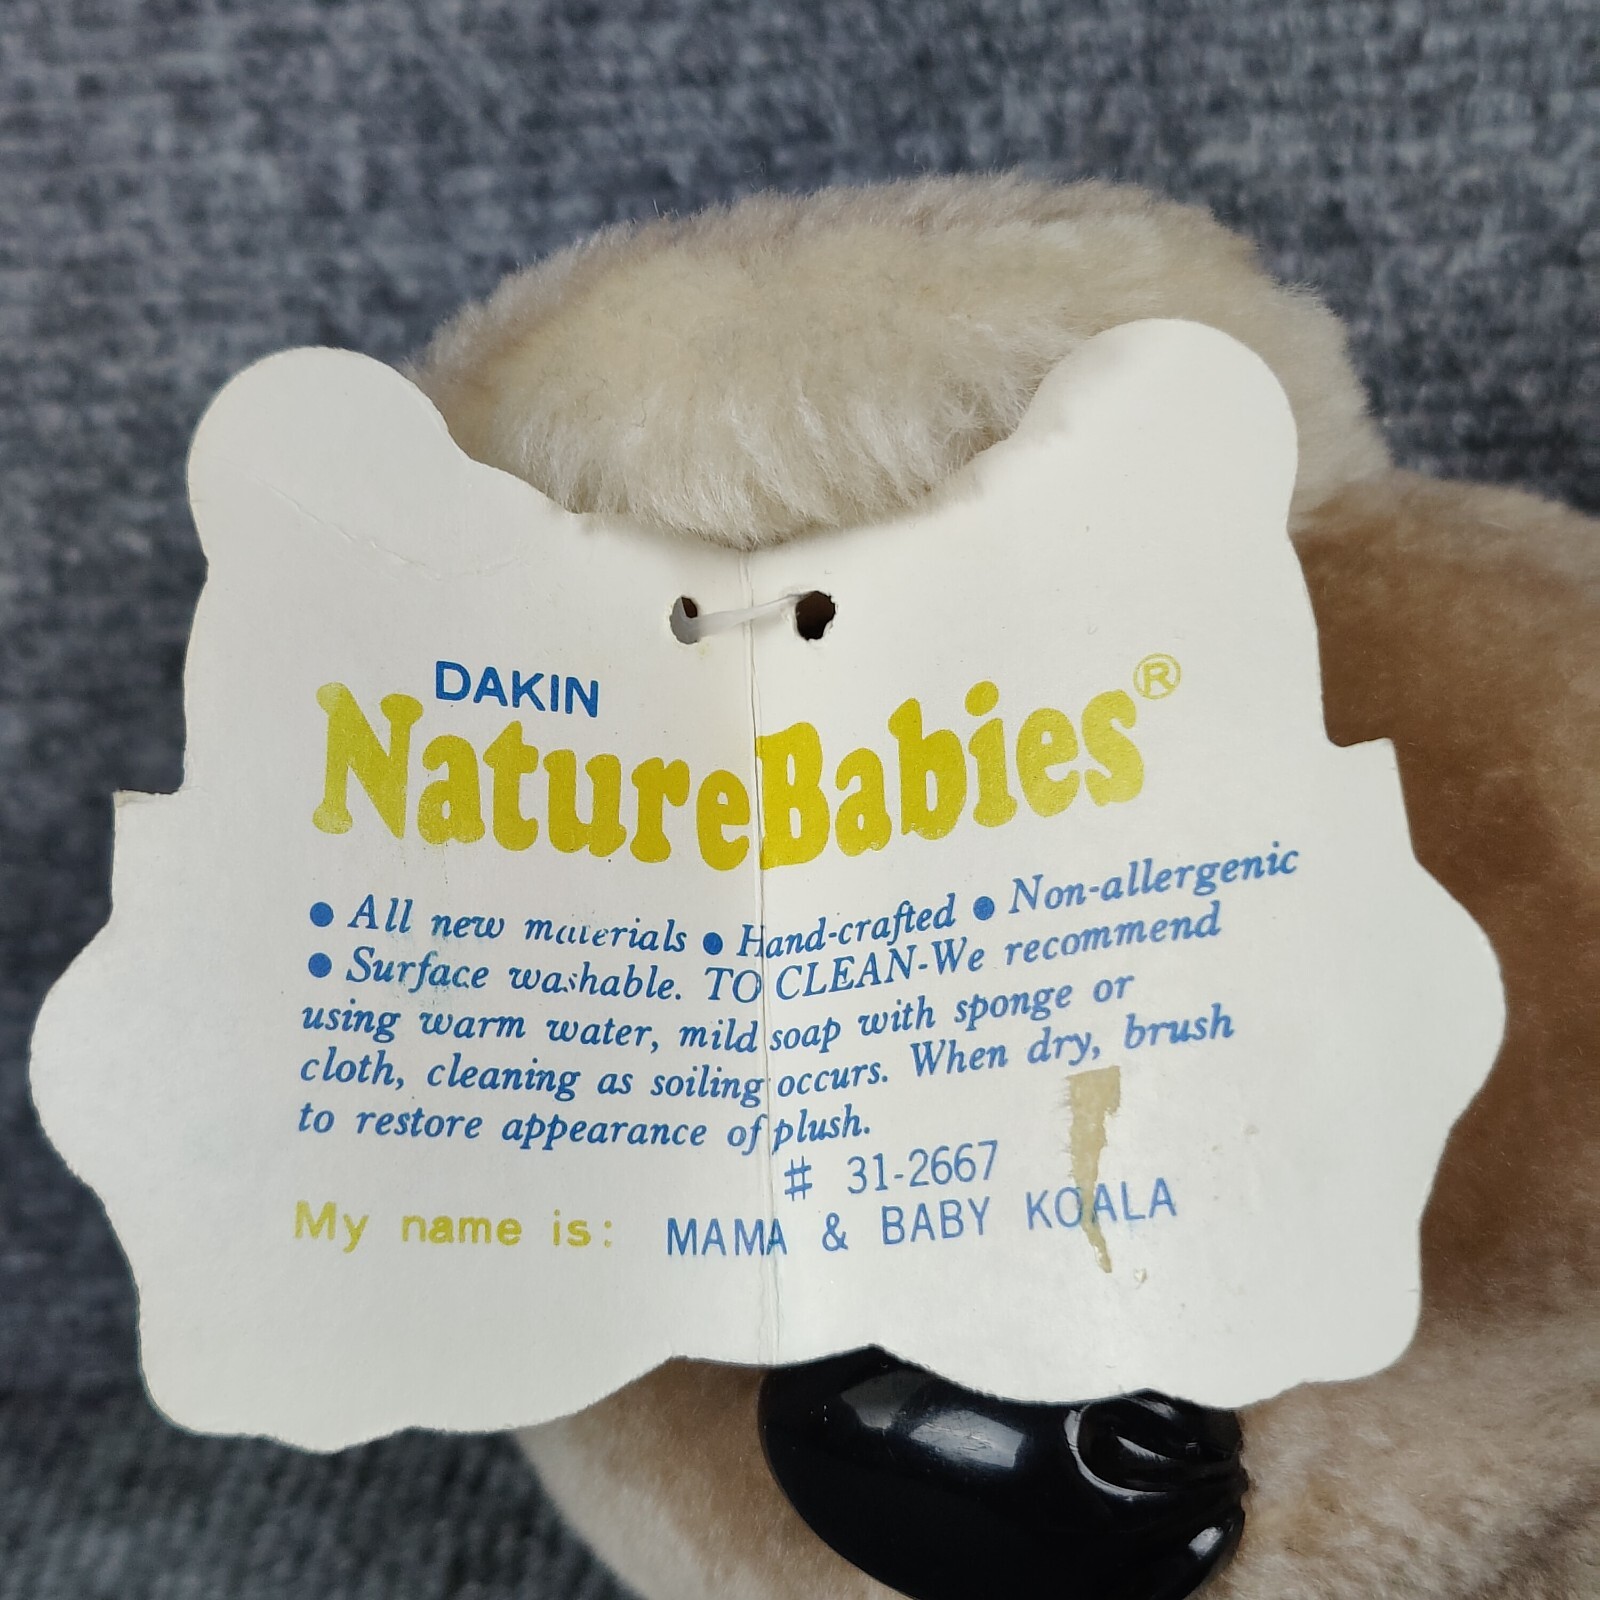 DAKIN
NatureBabies®
• All new materials • Hand-crafted • Non-allergenic
• Surface washable. TO CLEAN-We recommend
using warm water, mild soap with sponge or
cloth, cleaning as soiling occurs. When dry, brush
to restore appearance of plush.
# 31-2667
My name is: MAMA & BABY KOALA